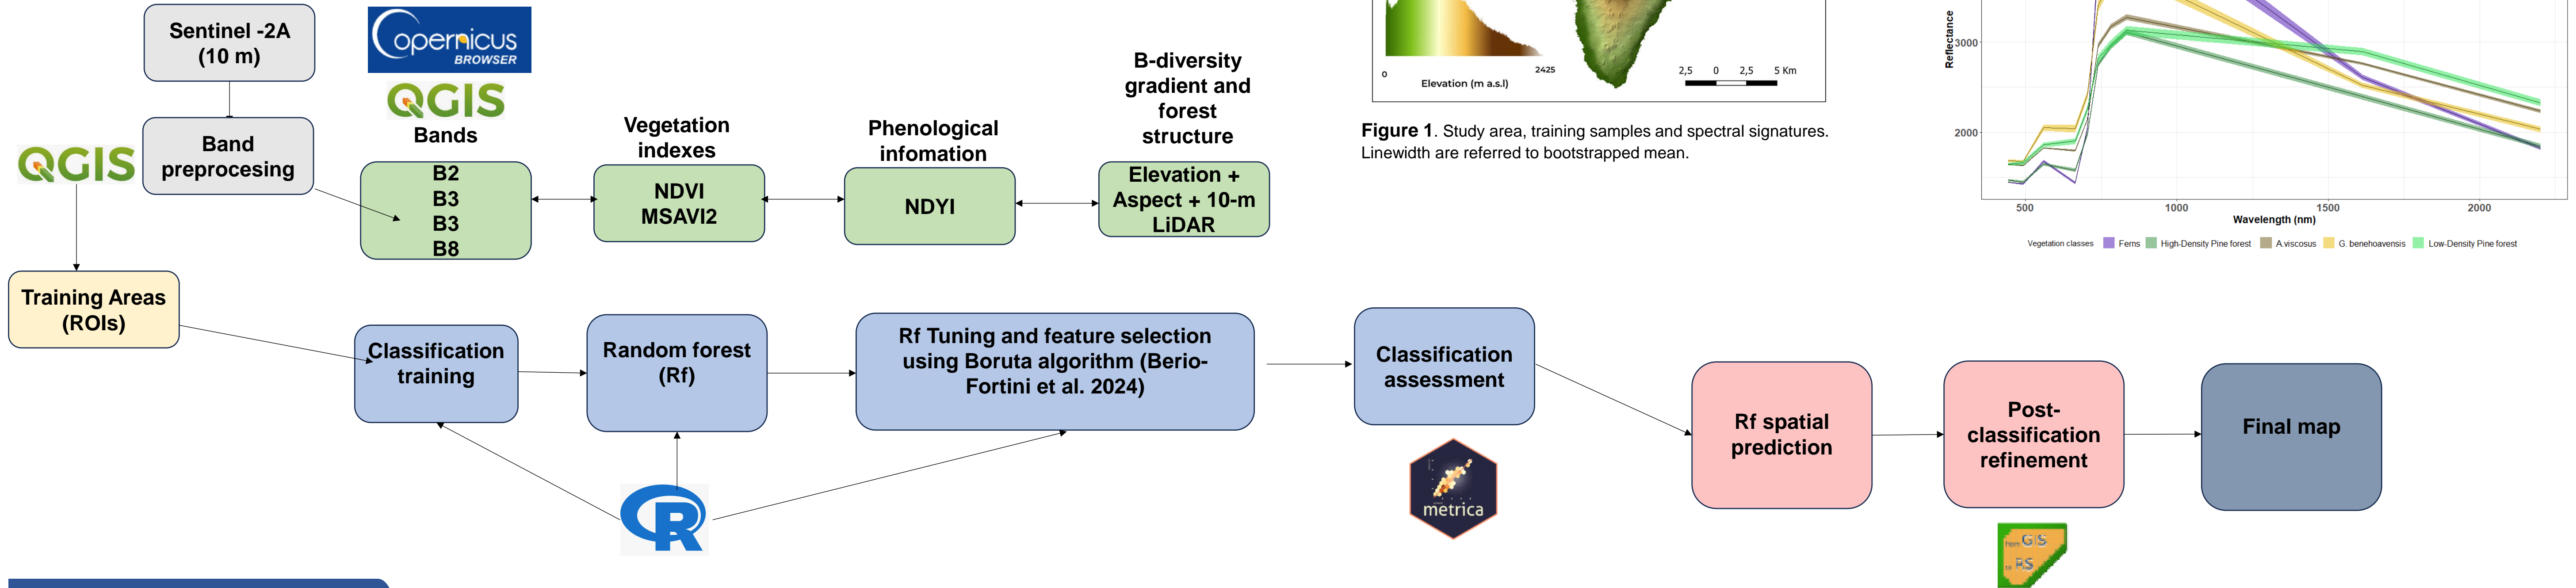 Sentinel -2A
(10 m)
Copernicus
BROWSER
QGIS
Bands
Vegetation
indexes
Phenological
infomation
B-diversity
gradient and
forest
structure
QGIS
Band
preprocesing
B2
B3
B3
B8
NDVI
MSAVI2
NDYI
Elevation +
Aspect + 10-m
LiDAR
Training Areas
(ROIs)
Classification
training
Random forest
(Rf)
Rf Tuning and feature selection
using Boruta algorithm (Berio-
Fortini et al. 2024)
Classification
assessment
Rf spatial
prediction
Post-
classification
refinement
Final map
R
metrica
from GIS
to RS
0
2425
Elevation (m a.s.l)
2,5 0 2,5 5 Km
Figure 1. Study area, training samples and spectral signatures.
Linewidth are referred to bootstrapped mean.
Reflectance
3000
2000
500 1000 1500 2000
Wavelength (nm)
Vegetation classes Ferns High-Density Pine forest A.viscosus G. benehoavensis Low-Density Pine forest